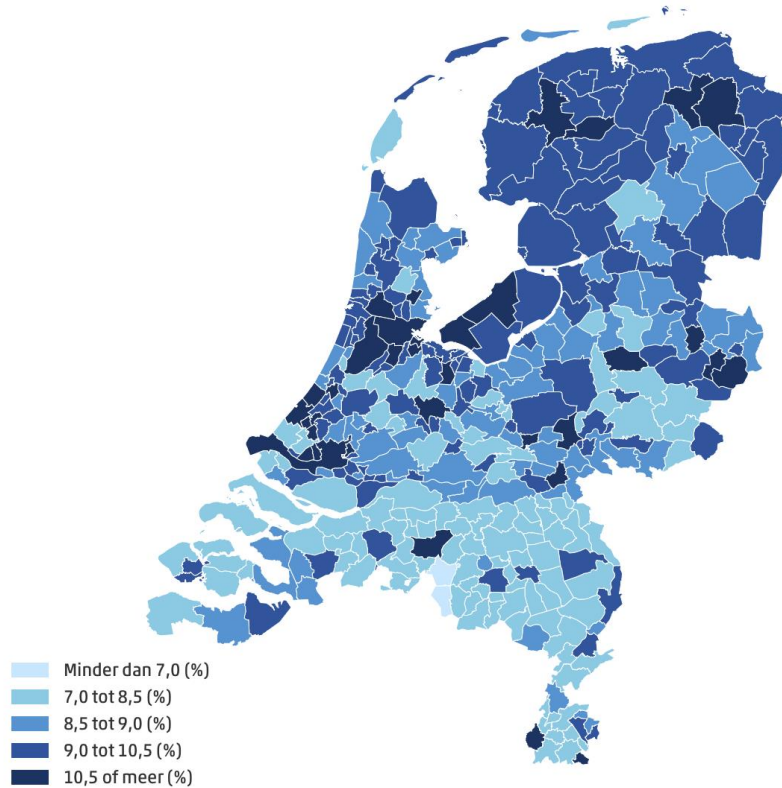 Minder dan 7,0 (%)
7,0 tot 8,5 (%)
8,5 tot 9,0 (%)
9,0 tot 10,5 (%)
10,5 of meer (%)